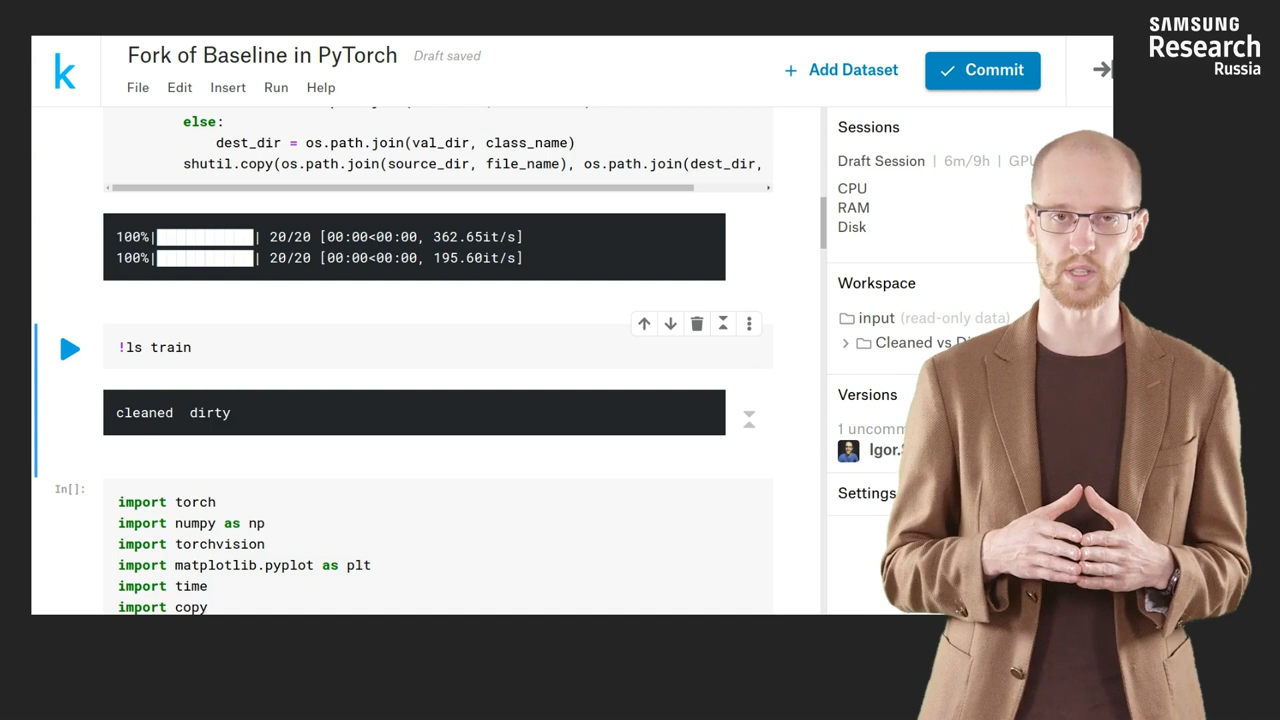 SAMSUNG
Research
Russia
k
Fork of Baseline in PyTorch Draft saved
File Edit Insert Run Help
+ Add Dataset
Commit
else:
dest_dir = os.path.join(val_dir, class_name)
shutil.copy(os.path.join(source_dir, file_name), os.path.join(dest_dir,
100%| | 20/20 [00:00<00:00, 362.65it/s]
100%| | 20/20 [00:00<00:00, 195.60it/s]
!ls train
cleaned dirty
In[]:
import torch
import numpy as np
import torchvision
import matplotlib.pyplot as plt
import time
import copy
Sessions
Draft Session | 6m/9h | GPU
CPU
RAM
Disk
Workspace
input (read-only data)
Cleaned vs
Versions
1 uncomm
Igor.
Settings